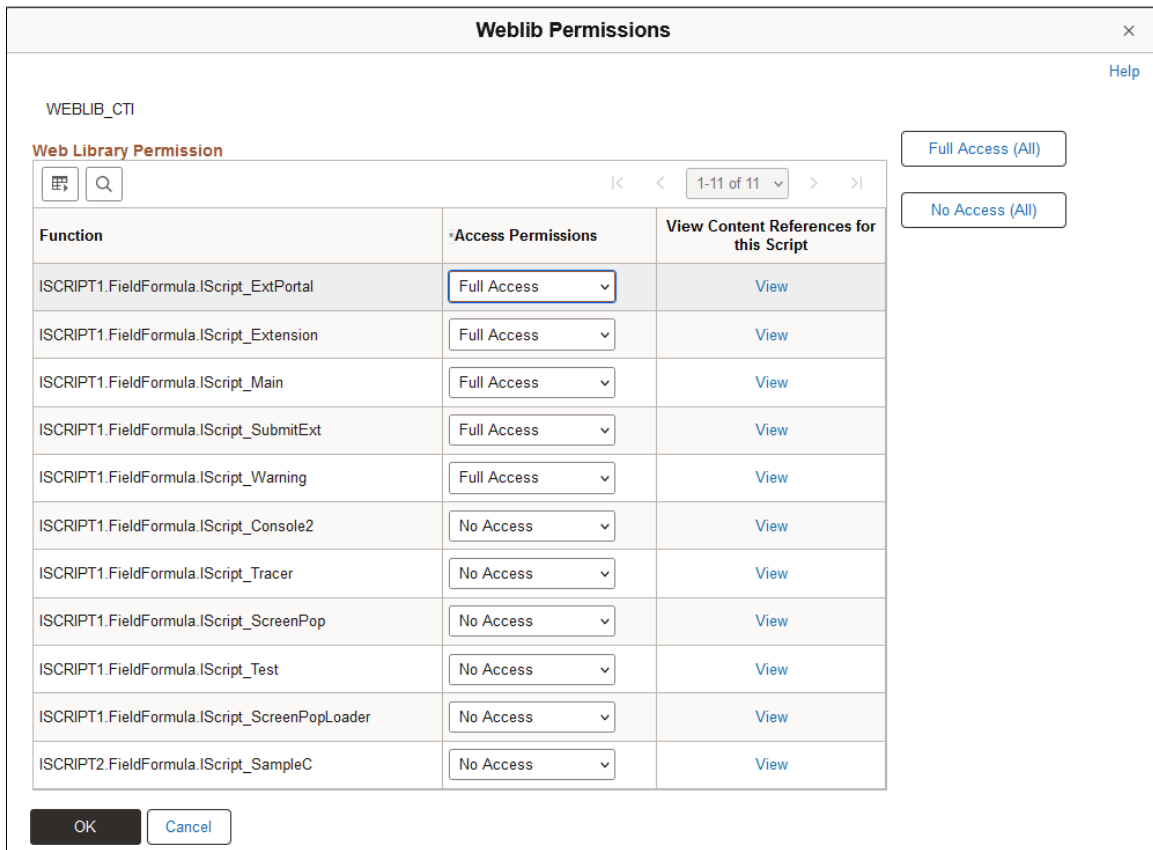 Weblib Permissions ×
Help
WEBLIB_CTI
Full Access (All)
Web Library Permission
1-11 of 11
No Access (All)
Function *Access Permissions View Content References for
this Script
ISCRIPT1.FieldFormula.IScript_ExtPortal Full Access View
ISCRIPT1.FieldFormula.IScript_Extension Full Access View
ISCRIPT1.FieldFormula.IScript_Main Full Access View
ISCRIPT1.FieldFormula.IScript_SubmitExt Full Access View
ISCRIPT1.FieldFormula.IScript_Warning Full Access View
ISCRIPT1.FieldFormula.IScript_Console2 No Access View
ISCRIPT1.FieldFormula.IScript_Tracer No Access View
ISCRIPT1.FieldFormula.IScript_ScreenPop No Access View
ISCRIPT1.FieldFormula.IScript_Test No Access View
ISCRIPT1.FieldFormula.IScript_ScreenPopLoader No Access View
ISCRIPT2.FieldFormula.IScript_SampleC No Access View
OK Cancel